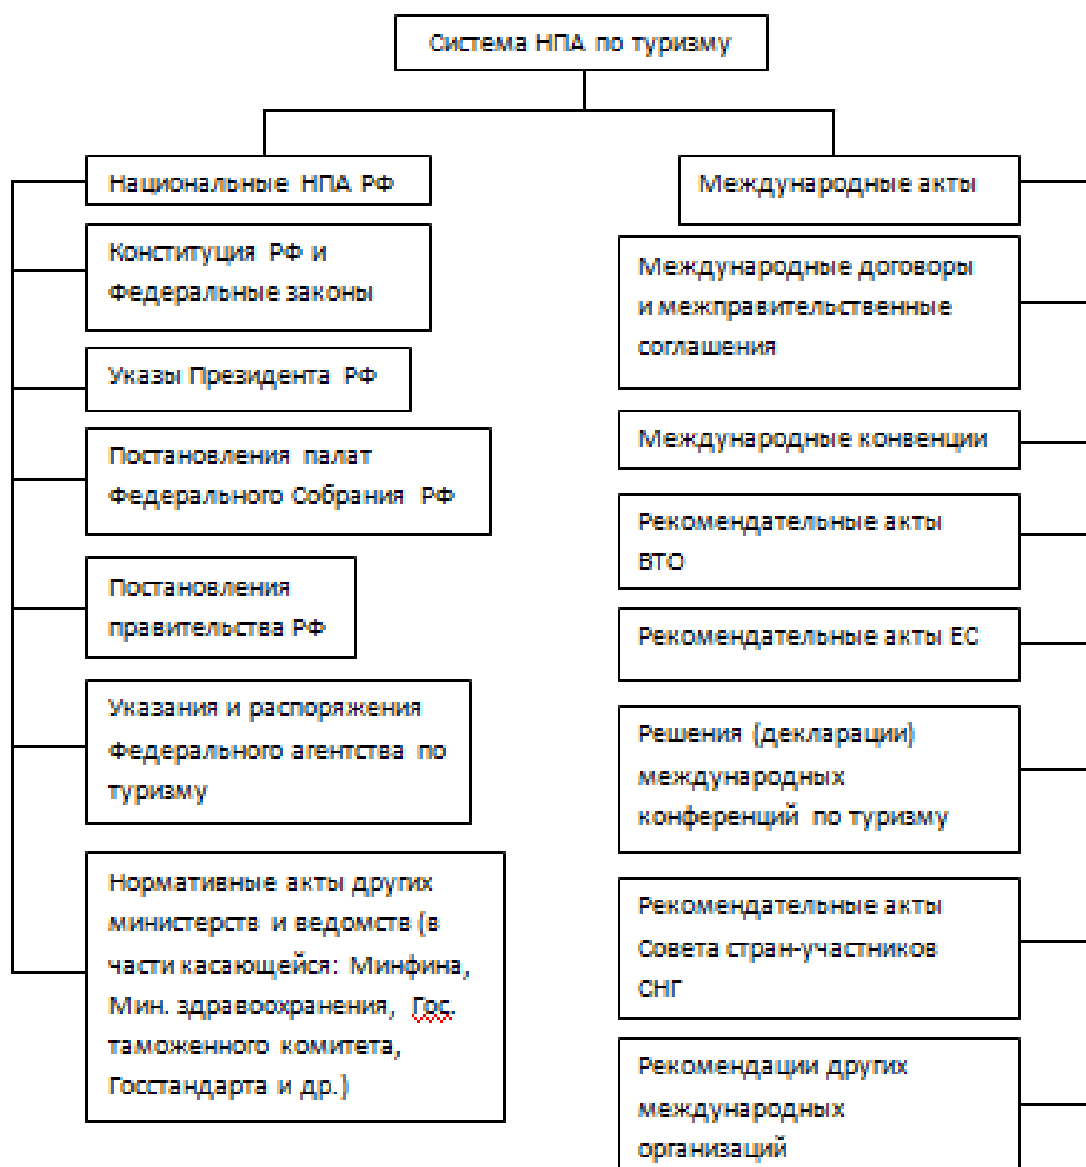 Система НПА по туризму
Национальные НПА РФ
Конституция РФ и
Федеральные законы
Указы Президента РФ
Постановления палат
Федерального Собрания РФ
Постановления
правительства РФ
Указания и распоряжения
Федерального агентства по
туризму
Нормативные акты других
министерств и ведомств (в
части касающейся: Минфина,
Мин. здравоохранения, Гос.
таможенного комитета,
Госстандарта и др.)
Международные акты
Международные договоры
и межправительственные
соглашения
Международные конвенции
Рекомендательные акты
ВТО
Рекомендательные акты ЕС
Решения (декларации)
международных
конференций по туризму
Рекомендательные акты
Совета стран-участников
СНГ
Рекомендации других
международных
организаций